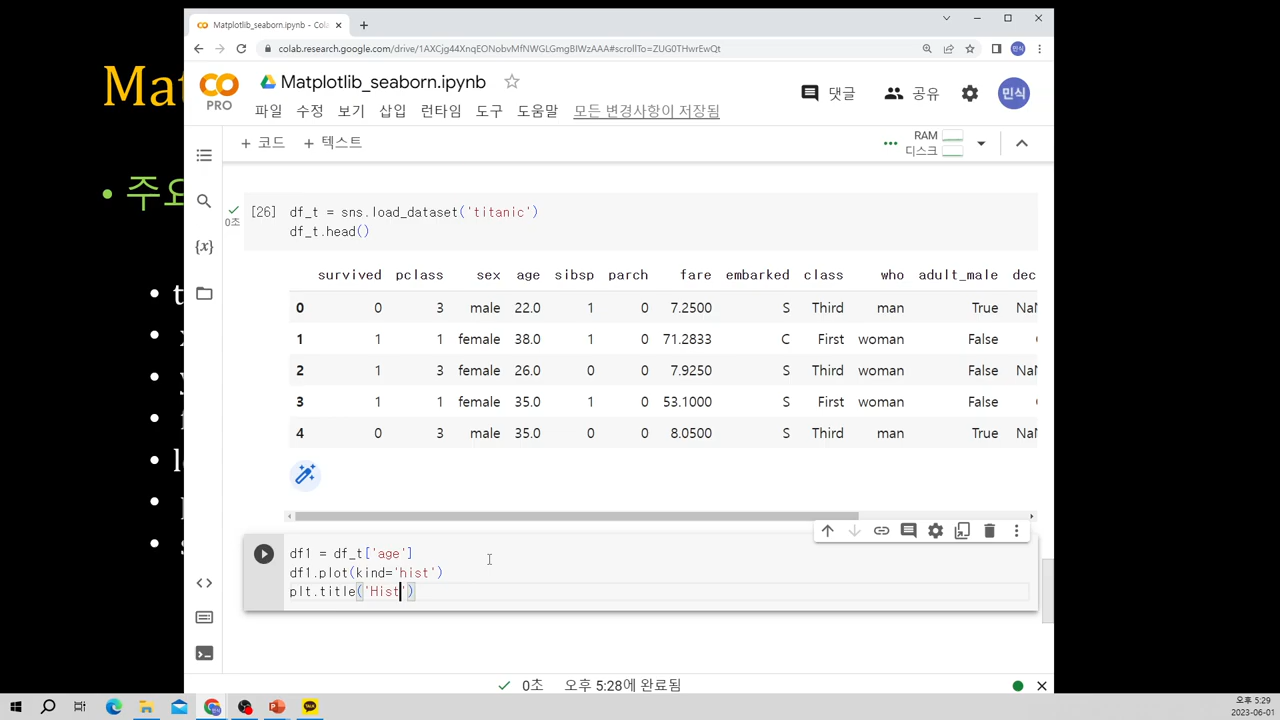 Matplotlib_seaborn.ipynb - Cola
colab.research.google.com/drive/1AXCjg44XnqEONobvMfNWGLGmg8lWzAAA#scrollTo=ZUG0THwrEwQt
Mat
주요
CO
PRO
Matplotlib_seaborn.ipynb
댓글
공유
민식
파일 수정 보기 삽입 런타임 도구 도움말 모든 변경사항이 저장됨
+ 코드 + 텍스트
RAM
디스크
0초
[26] df_t = sns.load_dataset('titanic')
df_t.head()
survived pclass sex age sibsp parch fare embarked class who adult_male dec
0 0 3 male 22.0 1 0 7.2500 S Third man True NaN
1 1 1 female 38.0 1 0 71.2833 C First woman False
2 1 3 female 26.0 0 0 7.9250 S Third woman False NaN
3 1 1 female 35.0 1 0 53.1000 S First woman False
4 0 3 male 35.0 0 0 8.0500 S Third man True NaN
df1 = df_t['age']
df1.plot(kind='hist')
plt.title('Hist')
0초 오후 5:28에 완료됨
오후 5:29
2023-06-01